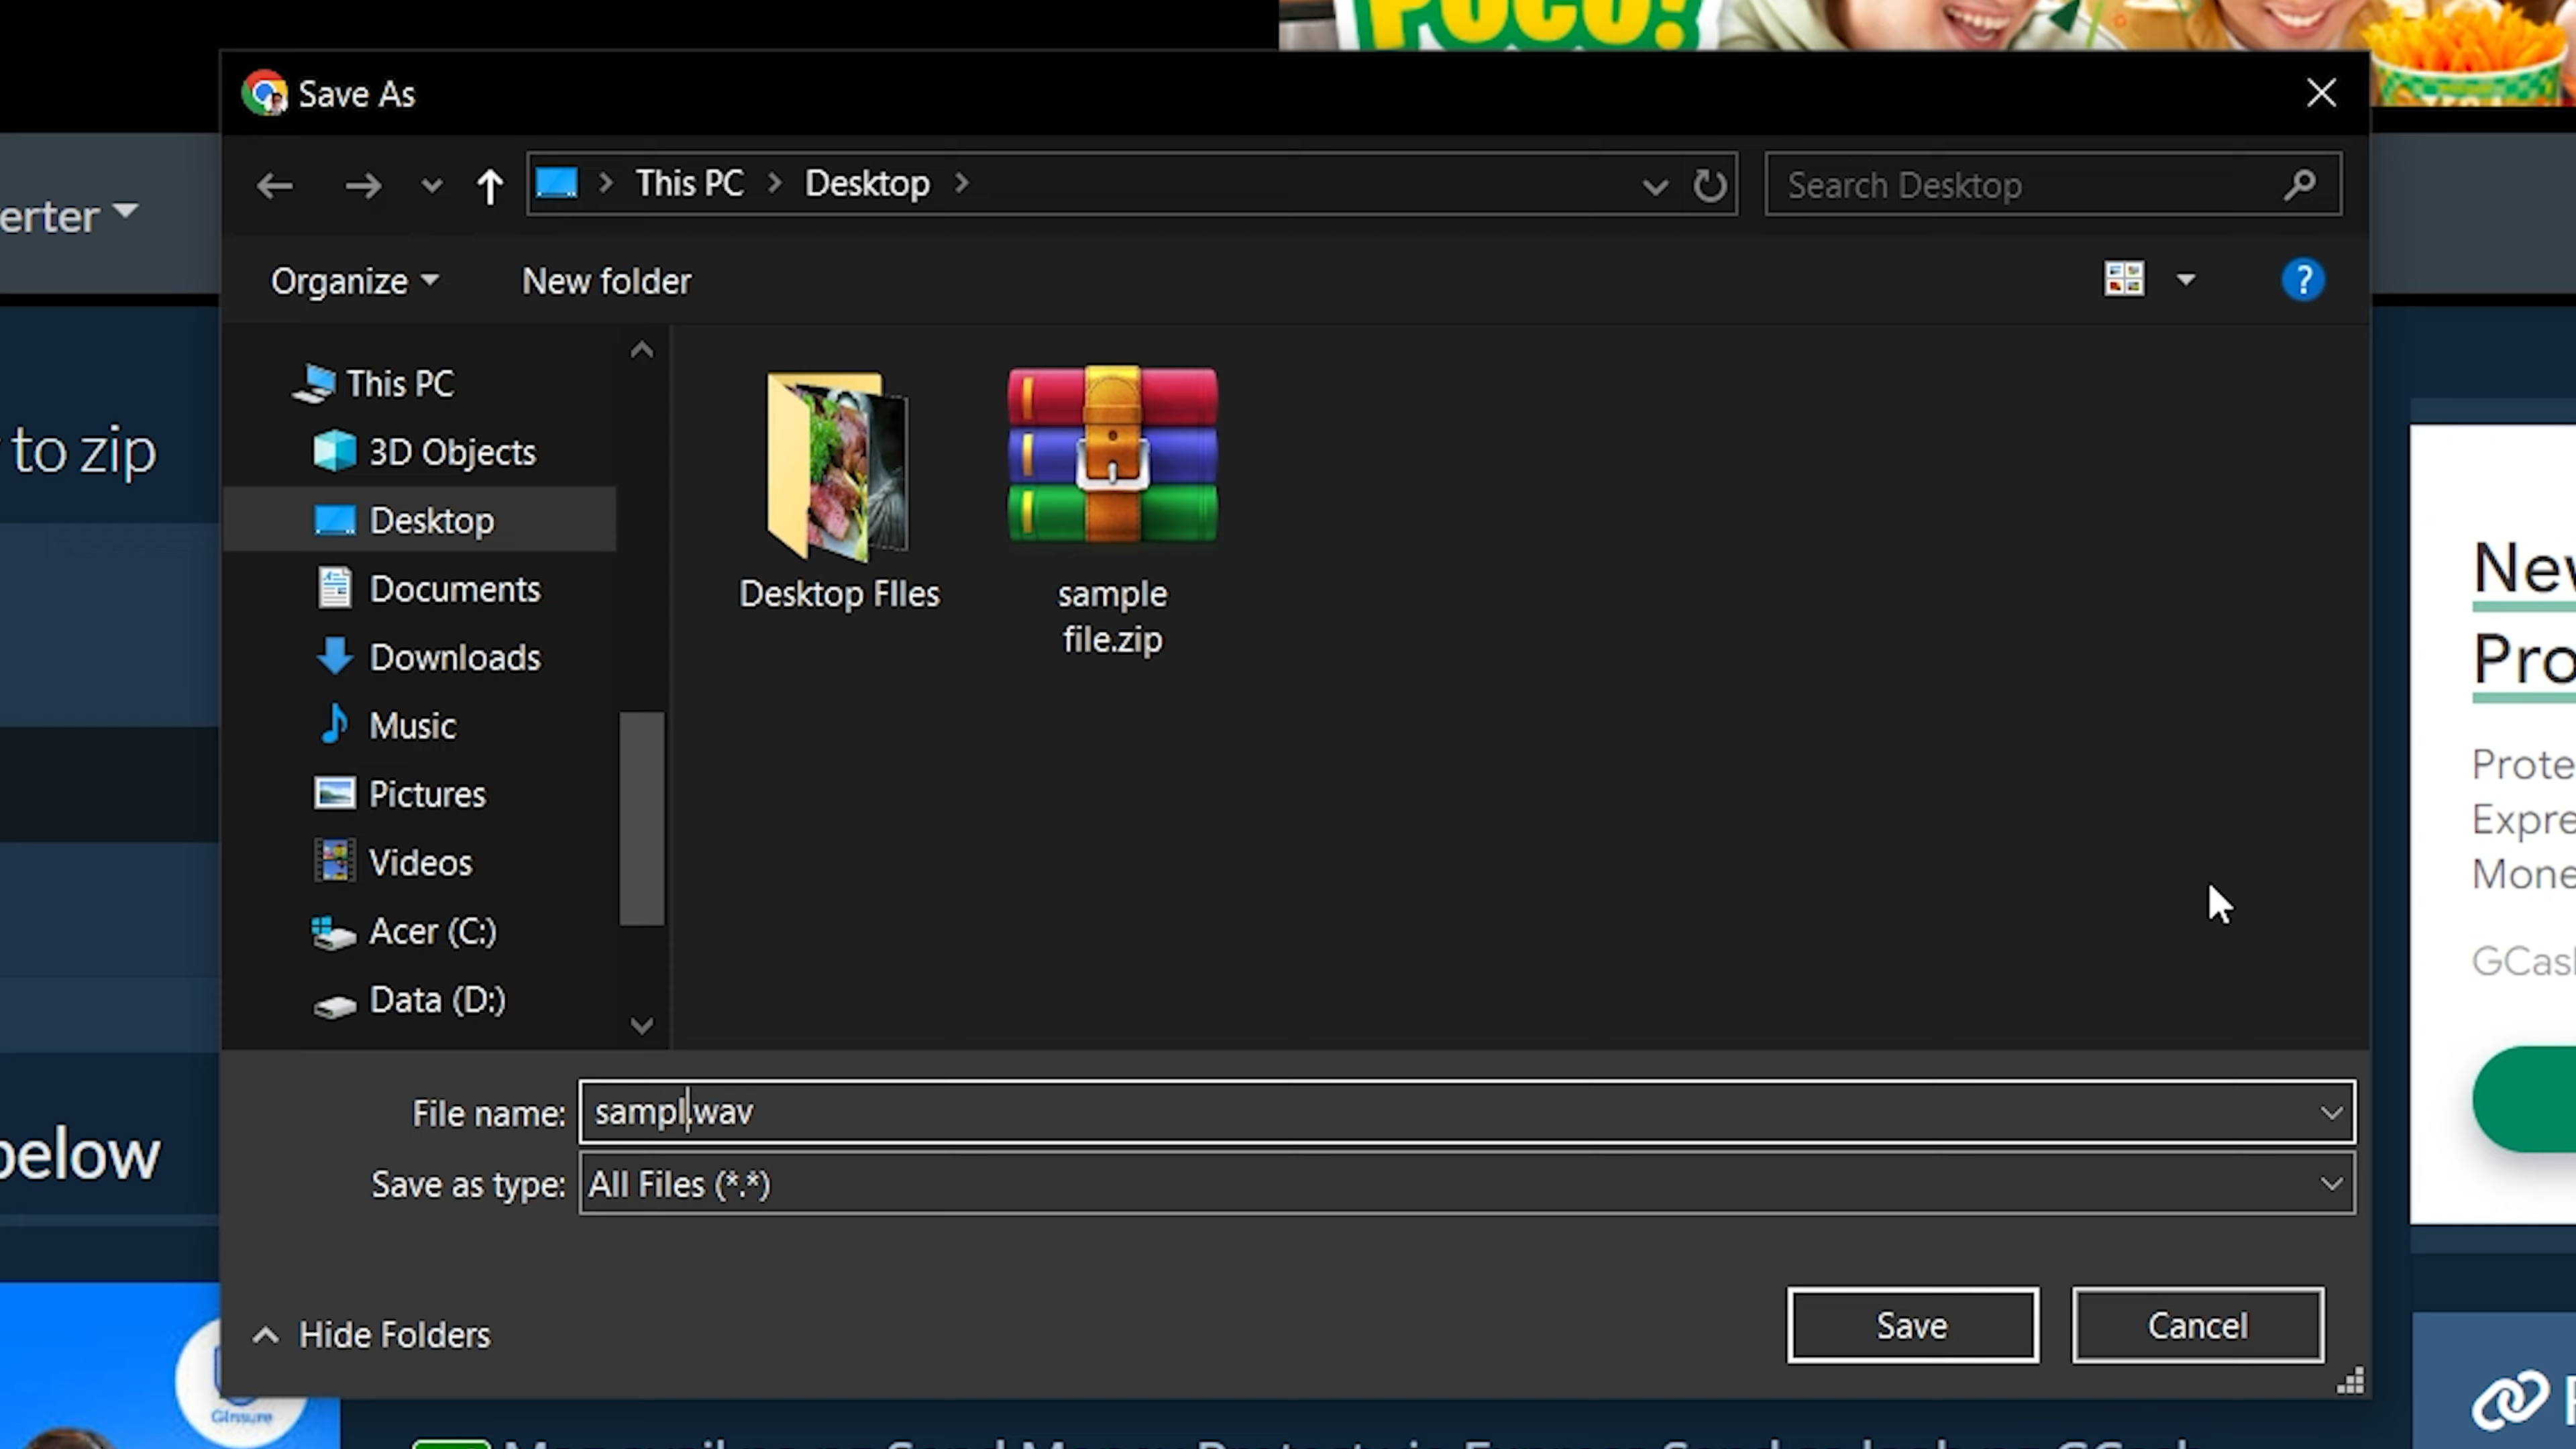 POCO!
Save As
erter
This PC
Desktop
Search Desktop
Organize
New folder
?
to zip
This PC
3D Objects
Desktop
Documents
Downloads
Music
Pictures
Videos
Acer (C:)
Data (D:)
Desktop FIles
sample
file.zip
Prote
Expre
Mone
GCas
below
File name:
sampl.wav
Save as type:
All Files (*.*)
Hide Folders
Save
Cancel
GInsure